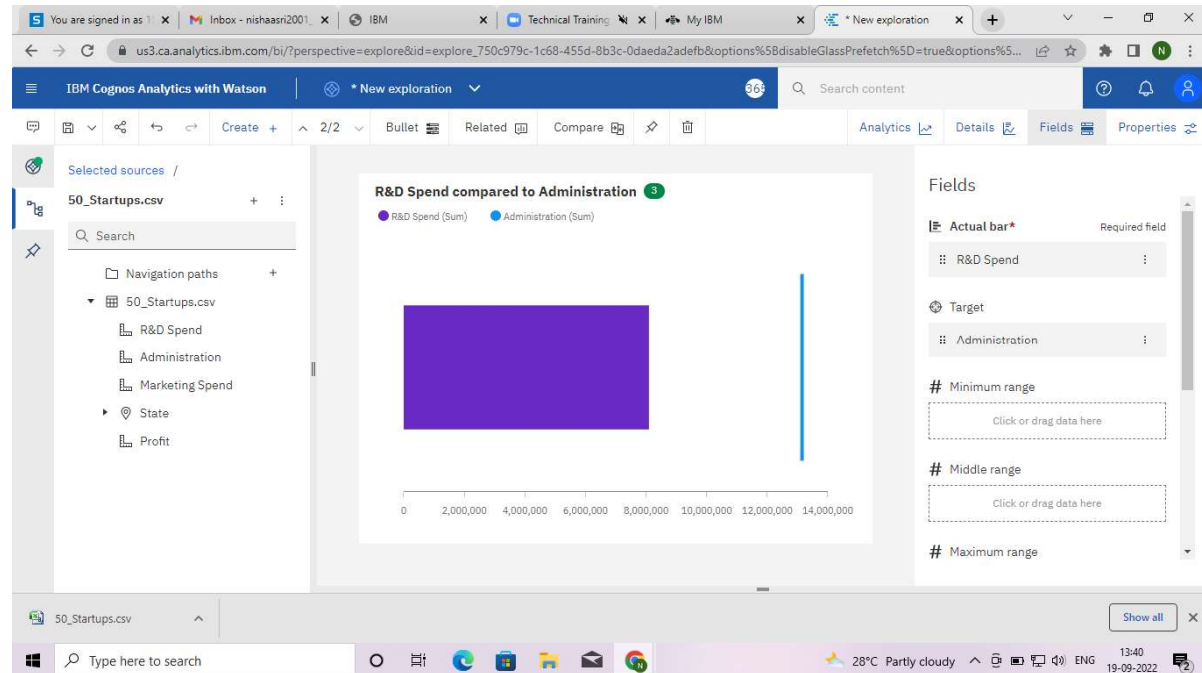 You are signed in as 1
Inbox - nishaasri2001_
IBM
Technical Training
My IBM
* New exploration
us3.ca.analytics.ibm.com/bi/?perspective=explore&id=explore_750c979c-1c68-455d-8b3c-0daeda2adefb&options%5BdisableGlassPrefetch%5D=true&options%5...
N
IBM Cognos Analytics with Watson
* New exploration
Search content
Create +
2/2
Bullet
Related
Compare
Analytics
Details
Fields
Properties
Selected sources /
50_Startups.csv
Search
Navigation paths
50_Startups.csv
R&D Spend
Administration
Marketing Spend
State
Profit
R&D Spend compared to Administration 3
R&D Spend (Sum) Administration (Sum)
0 2,000,000 4,000,000 6,000,000 8,000,000 10,000,000 12,000,000 14,000,000
Fields
Actual bar* Required field
R&D Spend
Target
Administration
# Minimum range
Click or drag data here
# Middle range
Click or drag data here
# Maximum range
50_Startups.csv
Show all
Type here to search
28°C Partly cloudy
ENG
13:40
19-09-2022
2